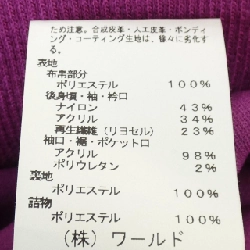 ため注意。合成皮革・人工皮革・ボンディ
ング・コーティング生地は、徐々に劣化す
る。
表地
布帛部分
ポリエステル 100%
後身頃・袖・衿口
ナイロン 43%
アクリル 34%
再生繊維(リヨセル) 23%
袖口・裾・ポケット口
アクリル 98%
ポリウレタン 2%
裏地
ポリエステル 100%
詰物
ポリエステル 100%
(株)ワールド